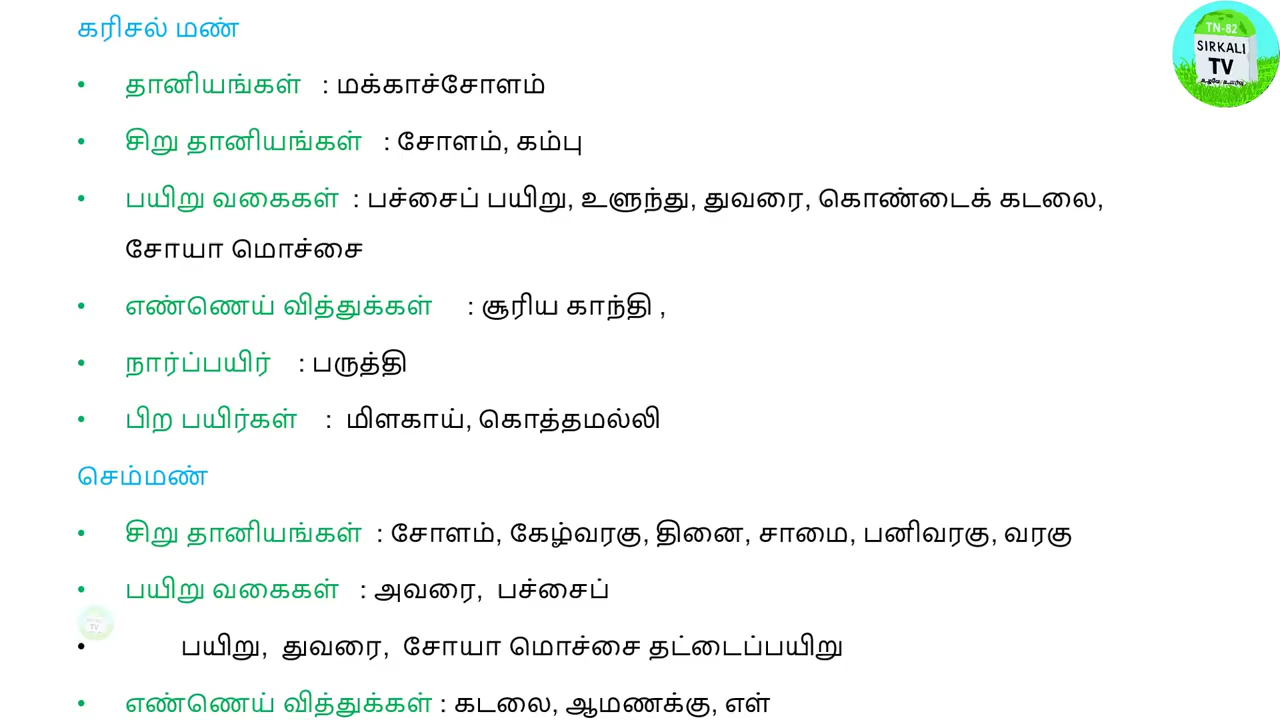 கரிசல் மண்
TN-82
SIRKALI
TV
• தானியங்கள் : மக்காச்சோளம்
• சிறு தானியங்கள் : சோளம், கம்பு
• பயிறு வகைகள் : பச்சைப் பயிறு, உளுந்து, துவரை, கொண்டைக் கடலை,
சோயா மொச்சை
• எண்ணெய் வித்துக்கள் : சூரிய காந்தி ,
• நார்ப்பயிர் : பருத்தி
• பிற பயிர்கள் : மிளகாய், கொத்தமல்லி
செம்மண்
• சிறு தானியங்கள் : சோளம், கேழ்வரகு, தினை, சாமை, பனிவரகு, வரகு
• பயிறு வகைகள் : அவரை, பச்சைப்
• பயிறு, துவரை, சோயா மொச்சை தட்டைப்பயிறு
• எண்ணெய் வித்துக்கள் : கடலை, ஆமணக்கு, எள்